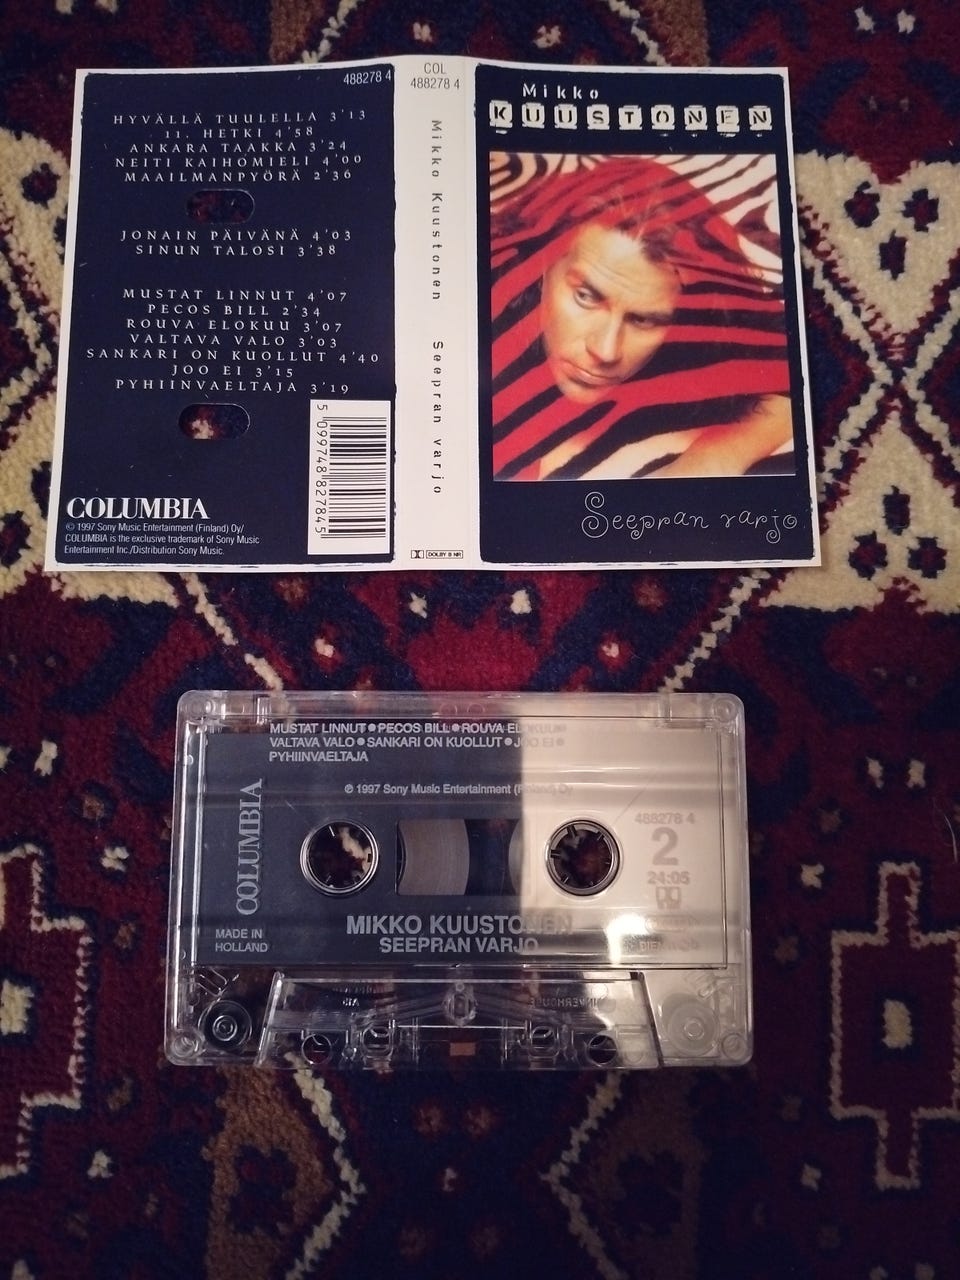 488278 4
HYVÄLLÄ TUULELLA 3'13
11. HETKI 4'58
ANKARA TAAKKA 3'24
NEITI KAIHOMIELI 4'00
MAAILMANPYÖRÄ 2'36
JONAIN PÄIVÄNÄ 4'03
SINUN TALOSI 3'38
MUSTAT LINNUT 4'07
PECOS BILL 2'34
ROUVA ELOKUU 3'07
VALTAVA VALO 3'03
SANKARI ON KUOLLUT 4'40
JOO EI 3'15
PYHIINVAELTAJA 3'19
5 099748 827845
COLUMBIA
© 1997 Sony Music Entertainment (Finland) Oy/
COLUMBIA is the exclusive trademark of Sony Music
Entertainment Inc./Distribution Sony Music.
COL
488278 4
Mikko Kuustonen Seepran varjo
DOLBY B NR
Mikko
KUUSTONEN
Seepran varjo
MUSTAT LINNUT ● PECOS BILL ● ROUVA ELOKUU ●
VALTAVA VALO ● SANKARI ON KUOLLUT ● JOO EI ●
PYHIINVAELTAJA
℗ 1997 Sony Music Entertainment (Finland) Oy
COLUMBIA
488278 4
2
24:05
MADE IN
HOLLAND
MIKKO KUUSTONEN
SEEPRAN VARJO